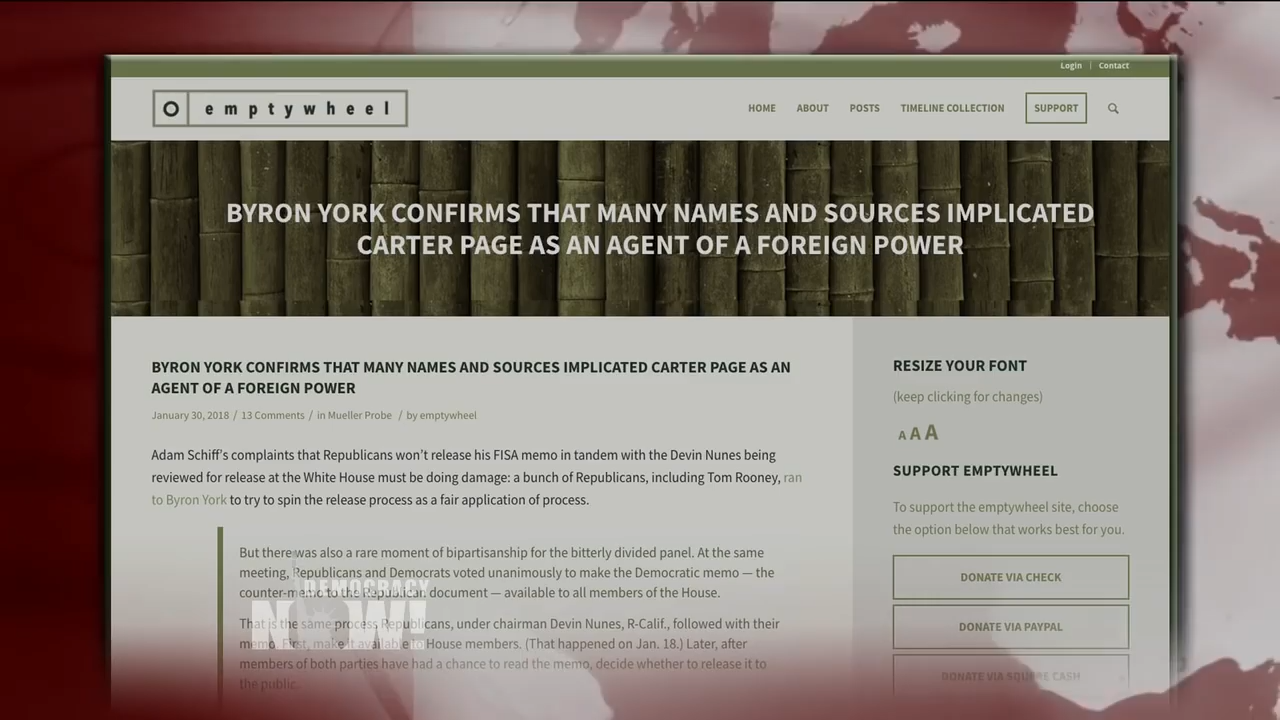 Login | Contact
O emptywheel
HOME ABOUT POSTS TIMELINE COLLECTION SUPPORT
BYRON YORK CONFIRMS THAT MANY NAMES AND SOURCES IMPLICATED
CARTER PAGE AS AN AGENT OF A FOREIGN POWER
BYRON YORK CONFIRMS THAT MANY NAMES AND SOURCES IMPLICATED CARTER PAGE AS AN
AGENT OF A FOREIGN POWER
January 30, 2018 / 13 Comments / in Mueller Probe / by emptywheel
Adam Schiff's complaints that Republicans won't release his FISA memo in tandem with the Devin Nunes being
reviewed for release at the White House must be doing damage: a bunch of Republicans, including Tom Rooney, ran
to Byron York to try to spin the release process as a fair application of process.
But there was also a rare moment of bipartisanship for the bitterly divided panel. At the same
meeting, Republicans and Democrats voted unanimously to make the Democratic memo — the
counter-memo to the Republican document — available to all members of the House.
That is the same process Republicans, under chairman Devin Nunes, R-Calif., followed with their
memo. First, make it available to House members. (That happened on Jan. 18.) Later, after
members of both parties have had a chance to read the memo, decide whether to release it to
the public.
RESIZE YOUR FONT
(keep clicking for changes)
A A A
SUPPORT EMPTYWHEEL
To support the emptywheel site, choose
the option below that works best for you.
DONATE VIA CHECK
DONATE VIA PAYPAL
DONATE VIA SQUARE CASH
DEMOCRACY
NOW!